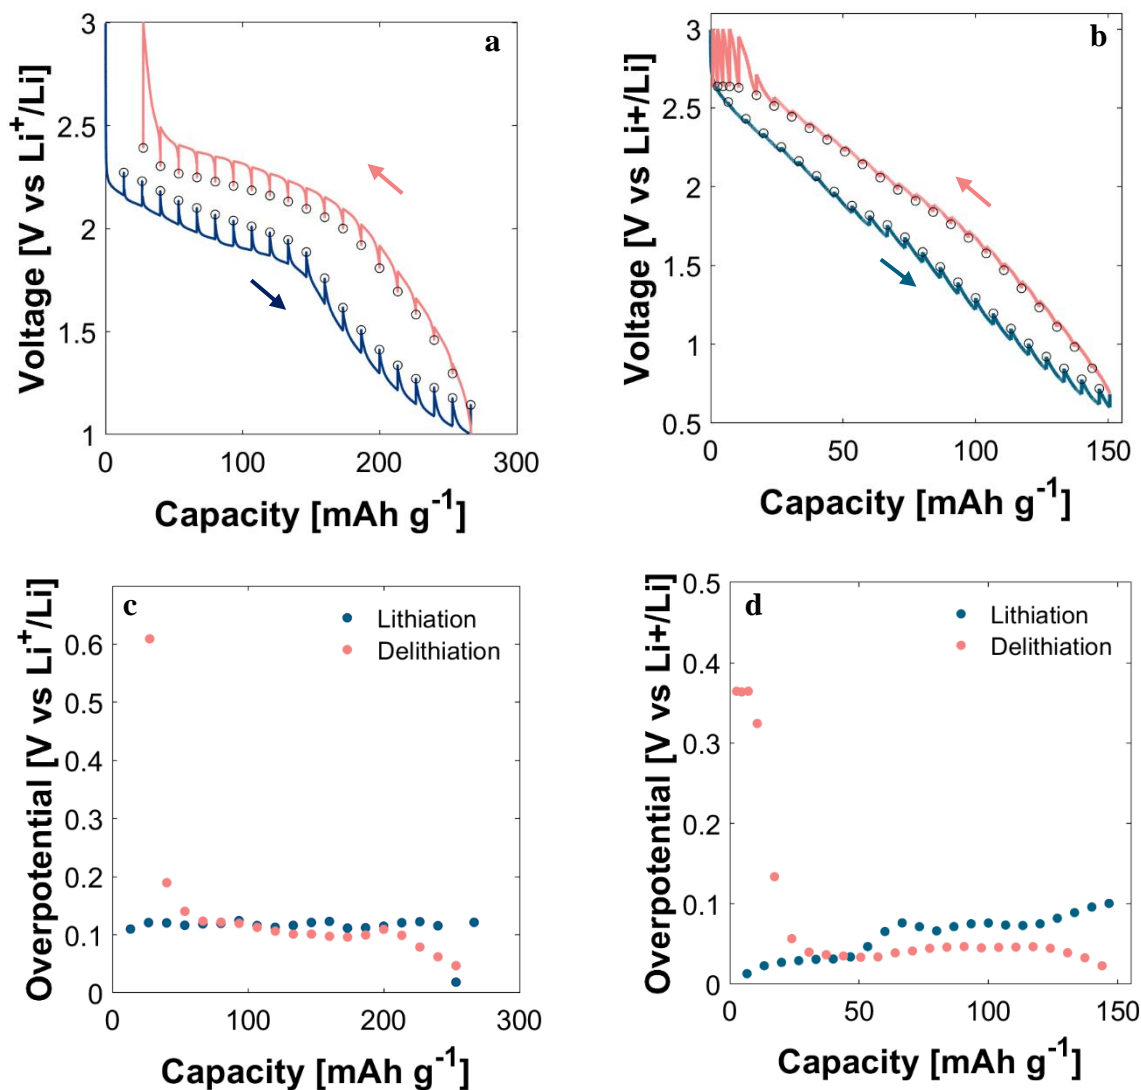 a
3
2.5
2
1.5
1
0
100
200
300
Voltage [V vs Li⁺/Li]
Capacity [mAh g⁻¹]
b
3
2.5
2
1.5
1
0.5
0
50
100
150
Voltage [V vs Li+/Li]
Capacity [mAh g⁻¹]
c
Lithiation
Delithiation
0.6
0.5
0.4
0.3
0.2
0.1
0
0
100
200
300
Overpotential [V vs Li⁺/Li]
Capacity [mAh g⁻¹]
d
Lithiation
Delithiation
0.5
0.4
0.3
0.2
0.1
0
0
50
100
150
Overpotential [V vs Li+/Li]
Capacity [mAh g⁻¹]